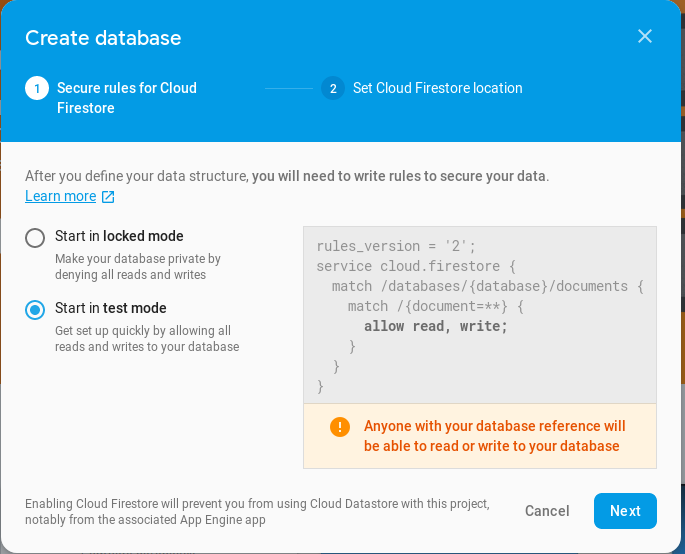 Create database
1 Secure rules for Cloud
Firestore
2 Set Cloud Firestore location
After you define your data structure, you will need to write rules to secure your data.
Learn more
Start in locked mode
Make your database private by
denying all reads and writes
Start in test mode
Get set up quickly by allowing all
reads and writes to your database
rules_version = '2';
service cloud.firestore {
match /databases/{database}/documents {
match /{document=**} {
allow read, write;
}
}
}
Anyone with your database reference will
be able to read or write to your database
Enabling Cloud Firestore will prevent you from using Cloud Datastore with this project,
notably from the associated App Engine app
Cancel
Next